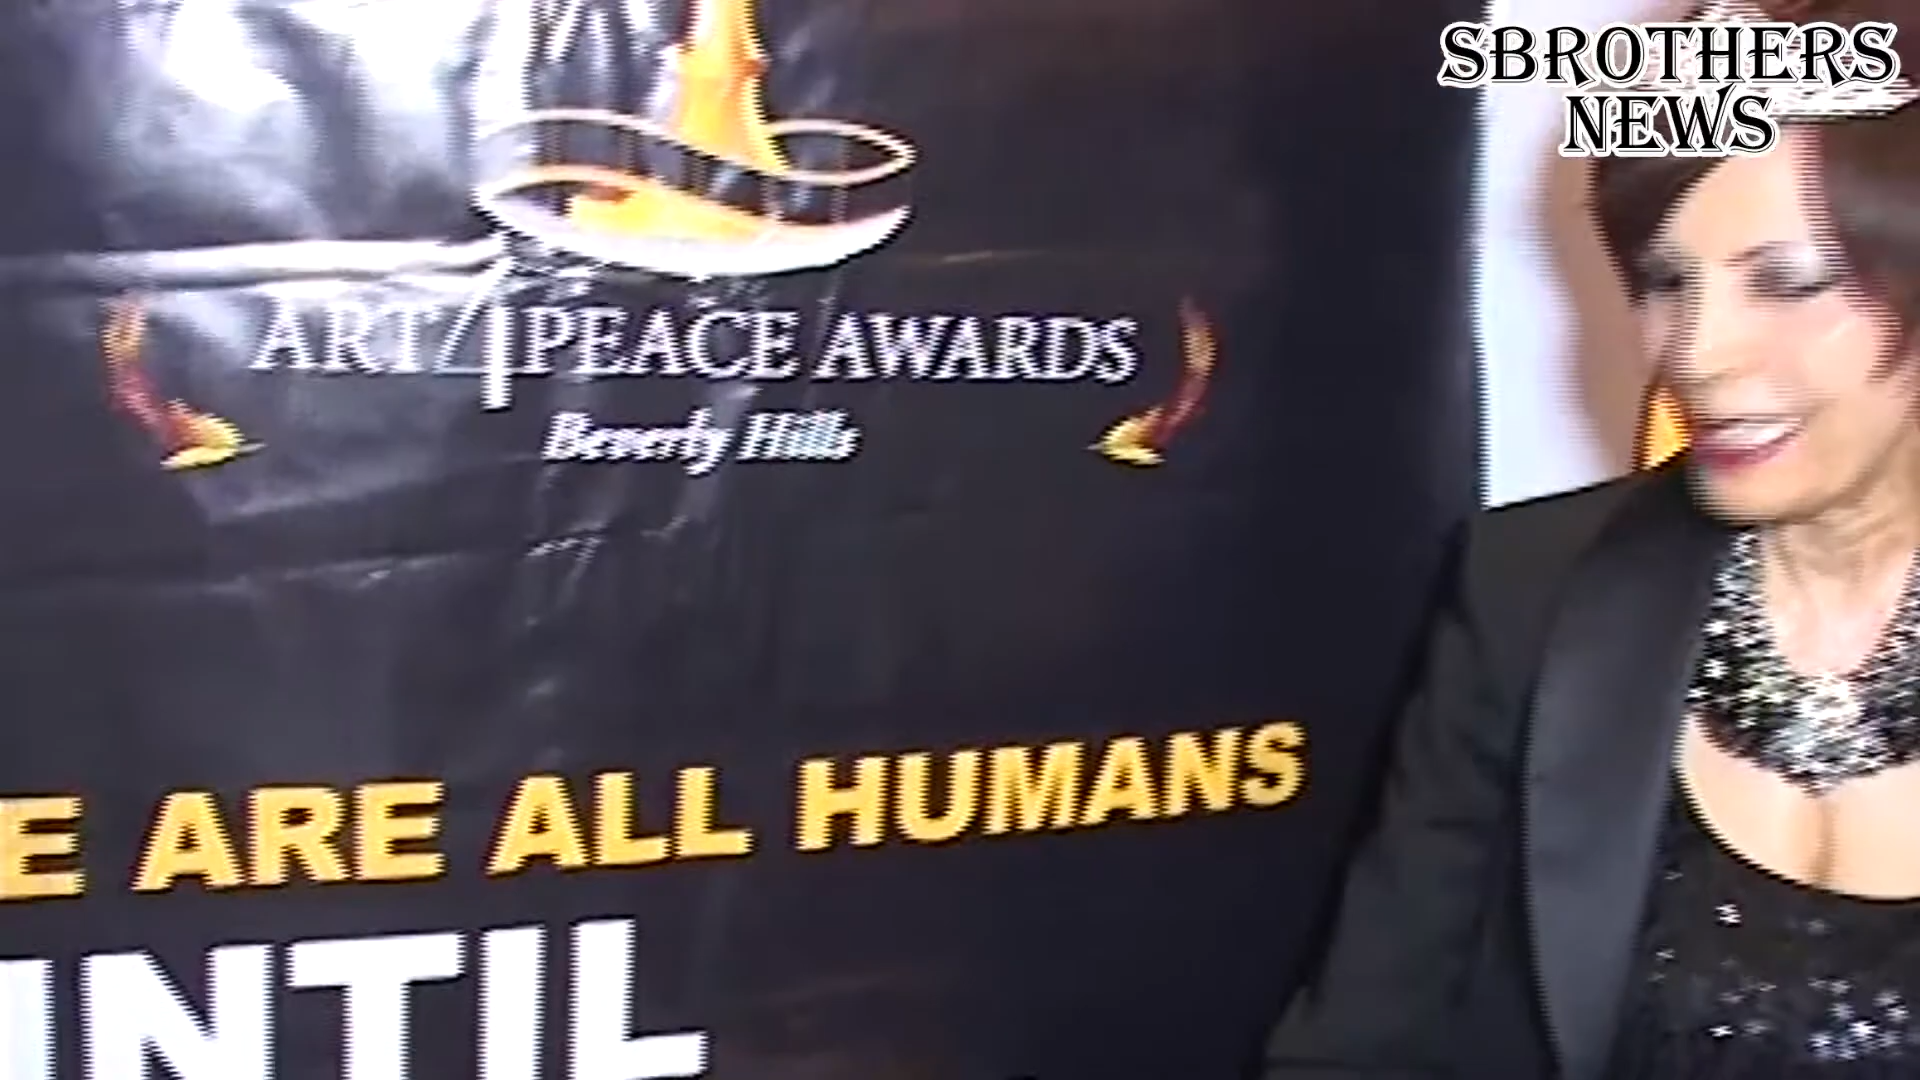 SBROTHERS
NEWS
ART4PEACE AWARDS
Beverly Hills
E ARE ALL HUMANS
NTIL